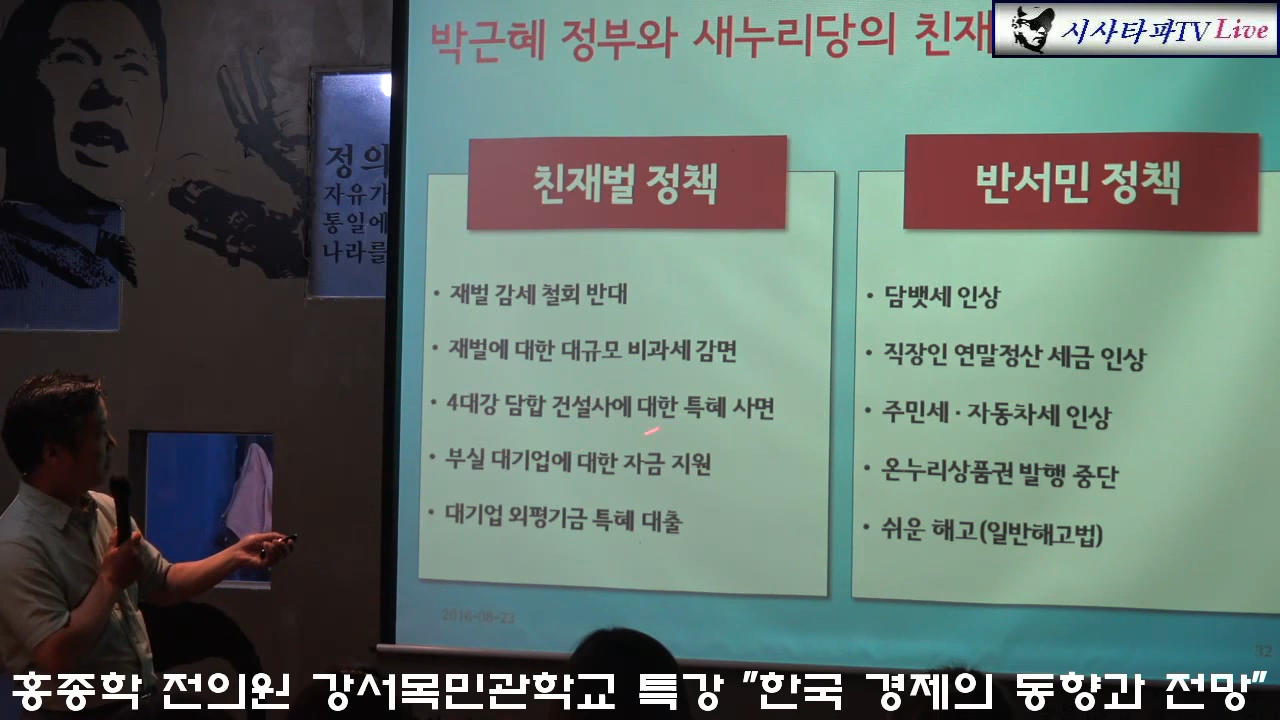 박근혜 정부와 새누리당의 친재
시사타파TV Live
정의
자유가
통일에
나라를
친재벌 정책
• 재벌 감세 철회 반대
• 재벌에 대한 대규모 비과세 감면
• 4대강 담합 건설사에 대한 특혜 사면
• 부실 대기업에 대한 자금 지원
• 대기업 외평기금 특혜 대출
반서민 정책
• 담뱃세 인상
• 직장인 연말정산 세금 인상
• 주민세 · 자동차세 인상
• 온누리상품권 발행 중단
• 쉬운 해고(일반해고법)
2016-08-23
32
홍종학 전의원 강서목민관학교 특강 "한국 경제의 동향과 전망"